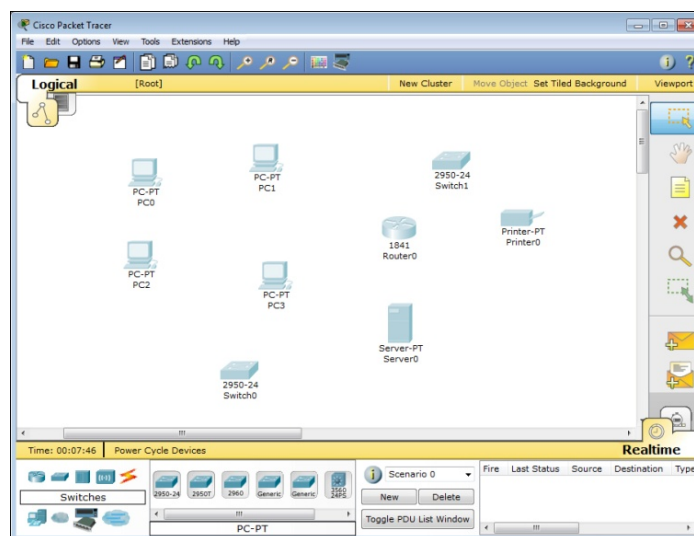 Cisco Packet Tracer
File Edit Options View Tools Extensions Help
Logical [Root] New Cluster Move Object Set Tiled Background Viewport
PC-PT
PC0
PC-PT
PC1
2950-24
Switch1
1841
Router0
Printer-PT
Printer0
PC-PT
PC2
PC-PT
PC3
Server-PT
Server0
2950-24
Switch0
Time: 00:07:46 Power Cycle Devices Realtime
Switches
2950-24 2950T 2960 Generic Generic 3560 24PS
PC-PT
Scenario 0
New Delete
Toggle PDU List Window
Fire Last Status Source Destination Type